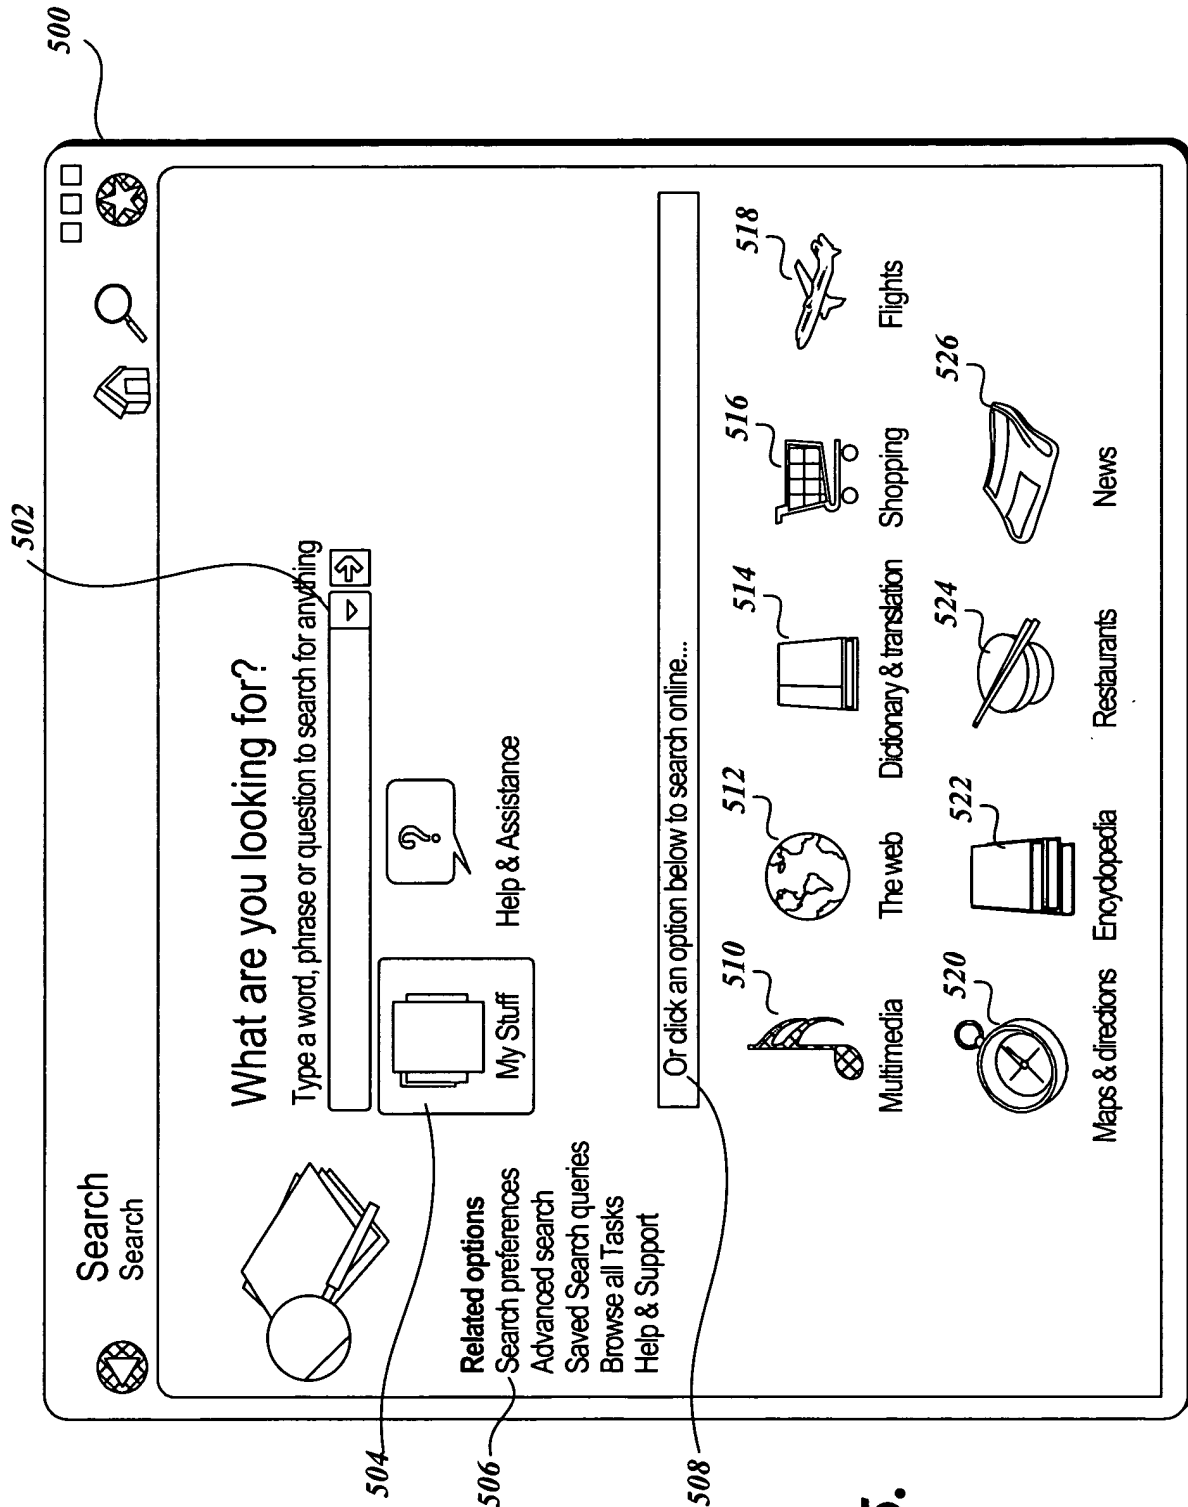 500
502
Search
Search
What are you looking for?
Type a word, phrase or question to search for anything
My Stuff
Help & Assistance
504
Related options
506
Search preferences
Advanced search
Saved Search queries
Browse all Tasks
Help & Support
508
Or click an option below to search online...
510
512
514
516
518
Multimedia
The web
Dictionary & translation
Shopping
Flights
520
522
524
526
Maps & directions
Encyclopedia
Restaurants
News
5.